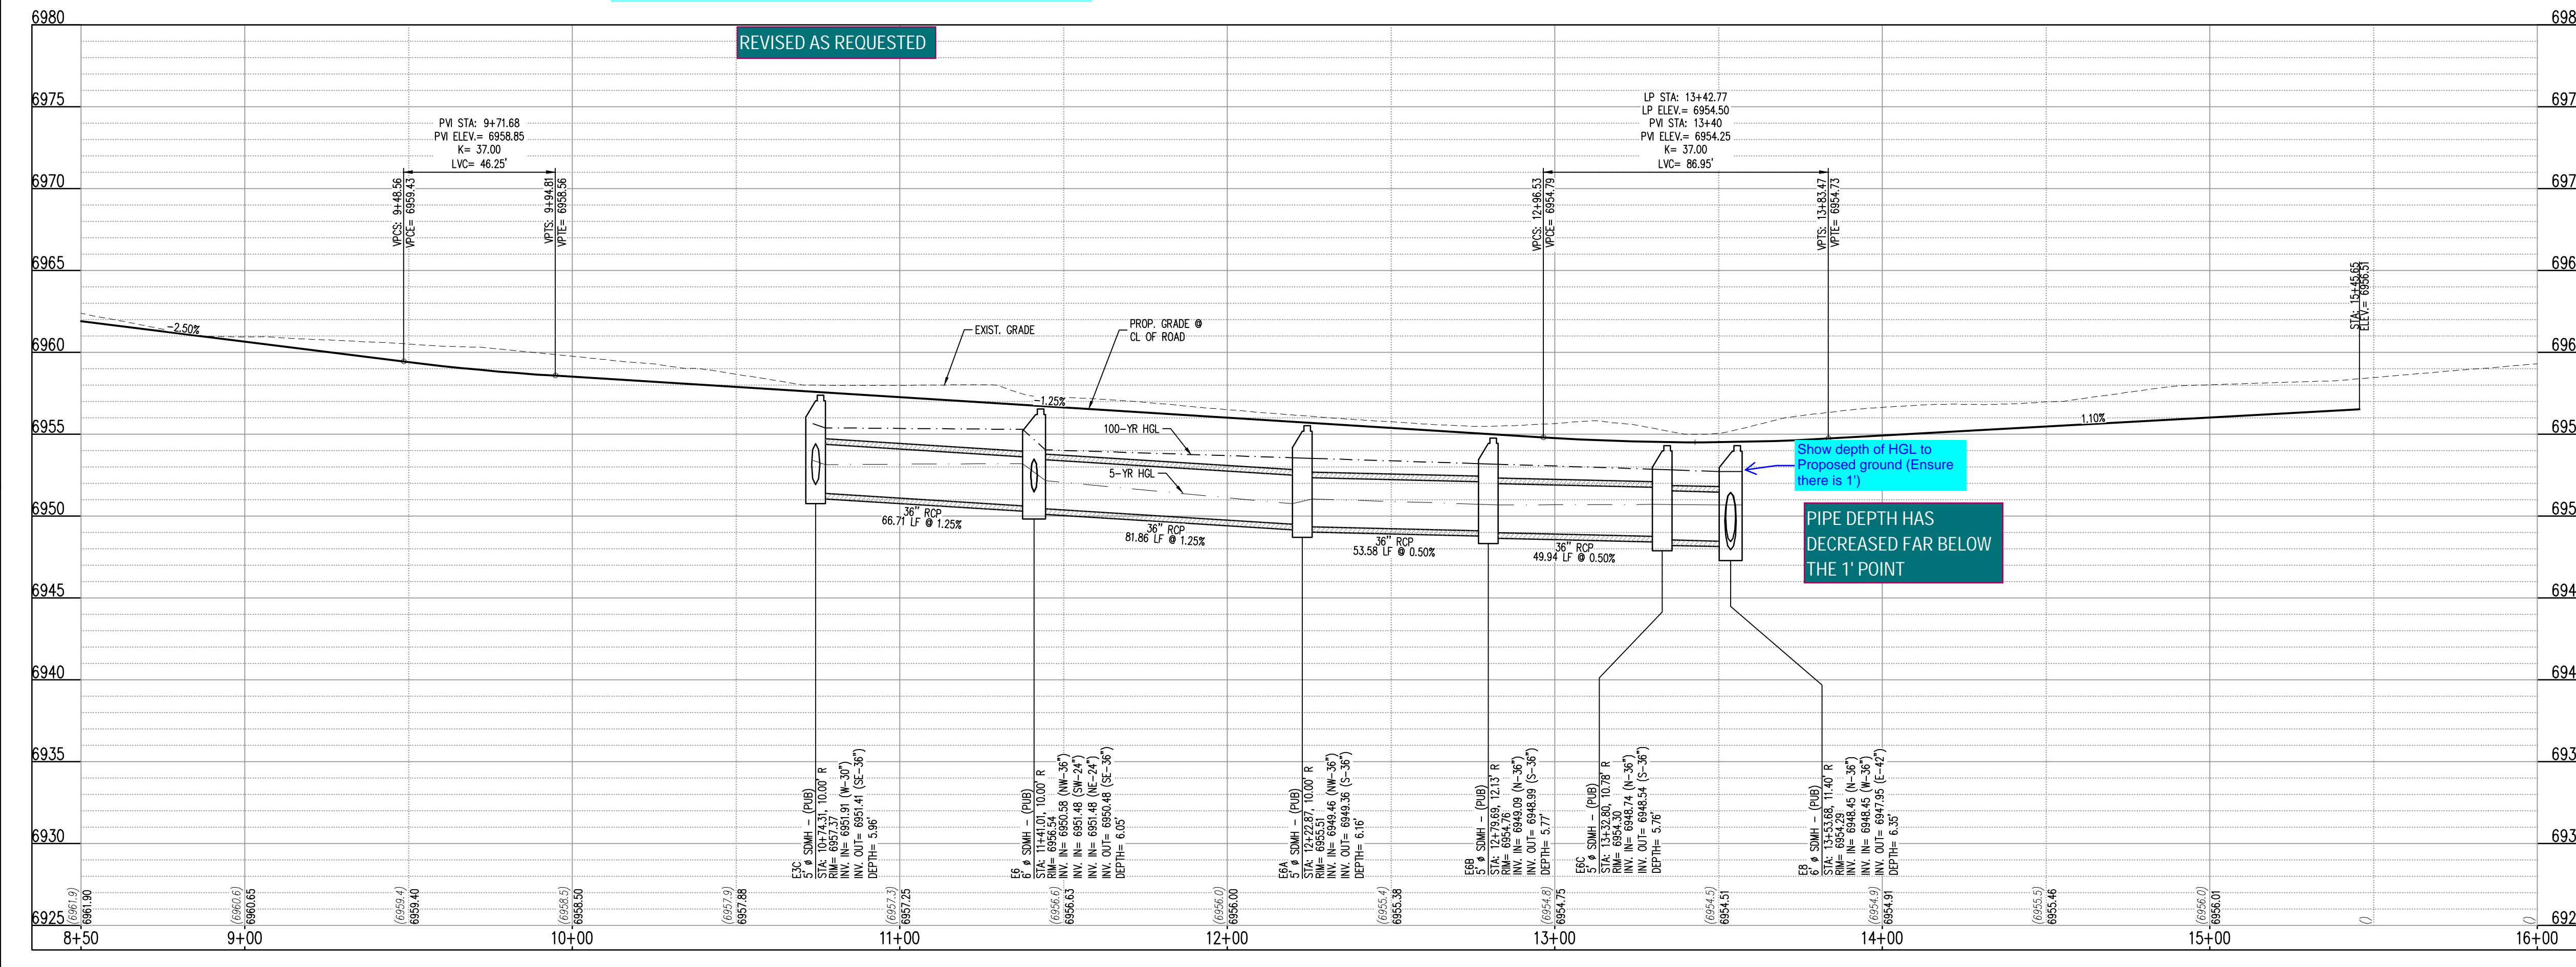 6980
698
REVISED AS REQUESTED
6975
697
LP STA: 13+42.77
LP ELEV.= 6954.50
PVI STA: 13+40
PVI ELEV.= 6954.25
K= 37.00
LVC= 86.95'
PVI STA: 9+71.68
PVI ELEV.= 6958.85
K= 37.00
LVC= 46.25'
6970
697
VPCS: 9+48.56
VPCE= 6959.43
VPTS: 9+94.81
VPTE= 6958.56
VPCS: 12+96.53
VPCE= 6954.79
VPTS: 13+83.47
VPTE= 6954.73
6965
696
STA: 15+45.65
ELEV.= 6956.51
-2.50%
EXIST. GRADE
PROP. GRADE @
CL OF ROAD
6960
696
-1.25%
1.10%
6955
695
100-YR HGL
5-YR HGL
Show depth of HGL to
Proposed ground (Ensure
there is 1')
6950
695
36" RCP
66.71 LF @ 1.25%
36" RCP
81.86 LF @ 1.25%
36" RCP
53.58 LF @ 0.50%
36" RCP
49.94 LF @ 0.50%
PIPE DEPTH HAS
DECREASED FAR BELOW
THE 1' POINT
6945
694
6940
694
6935
693
E3C
5' ø SDMH - (PUB)
STA: 10+74.31, 10.00' R
RIM= 6957.37
INV. IN= 6951.91 (W-30")
INV. OUT= 6951.41 (SE-36")
DEPTH= 5.96'
E6
6' ø SDMH - (PUB)
STA: 11+41.01, 10.00' R
RIM= 6956.54
INV. IN= 6950.58 (NW-36")
INV. IN= 6951.48 (SW-24")
INV. IN= 6951.48 (NE-24")
INV. OUT= 6950.48 (SE-36")
DEPTH= 6.05'
E6A
5' ø SDMH - (PUB)
STA: 12+22.87, 10.00' R
RIM= 6955.51
INV. IN= 6949.46 (NW-36")
INV. OUT= 6949.36 (S-36")
DEPTH= 6.16'
E6B
5' ø SDMH - (PUB)
STA: 12+79.69, 12.13' R
RIM= 6954.76
INV. IN= 6949.09 (N-36")
INV. OUT= 6948.99 (S-36")
DEPTH= 5.77'
E6C
5' ø SDMH - (PUB)
STA: 13+32.80, 10.78' R
RIM= 6954.30
INV. IN= 6948.74 (N-36")
INV. OUT= 6948.54 (S-36")
DEPTH= 5.76'
E8
6' ø SDMH - (PUB)
STA: 13+53.68, 11.40' R
RIM= 6954.29
INV. IN= 6948.45 (N-36")
INV. IN= 6948.45 (W-36")
INV. OUT= 6947.95 (E-42")
DEPTH= 6.35'
6930
693
(6961.9)
6961.90
(6960.6)
6960.65
(6959.4)
6959.40
(6958.5)
6958.50
(6957.9)
6957.88
(6957.3)
6957.25
(6956.6)
6956.63
(6956.0)
6956.00
(6955.4)
6955.38
(6954.8)
6954.75
(6954.5)
6954.51
(6954.9)
6954.91
(6955.5)
6955.46
(6956.0)
6956.01
()
()
6925
692
8+50
9+00
10+00
11+00
12+00
13+00
14+00
15+00
16+00